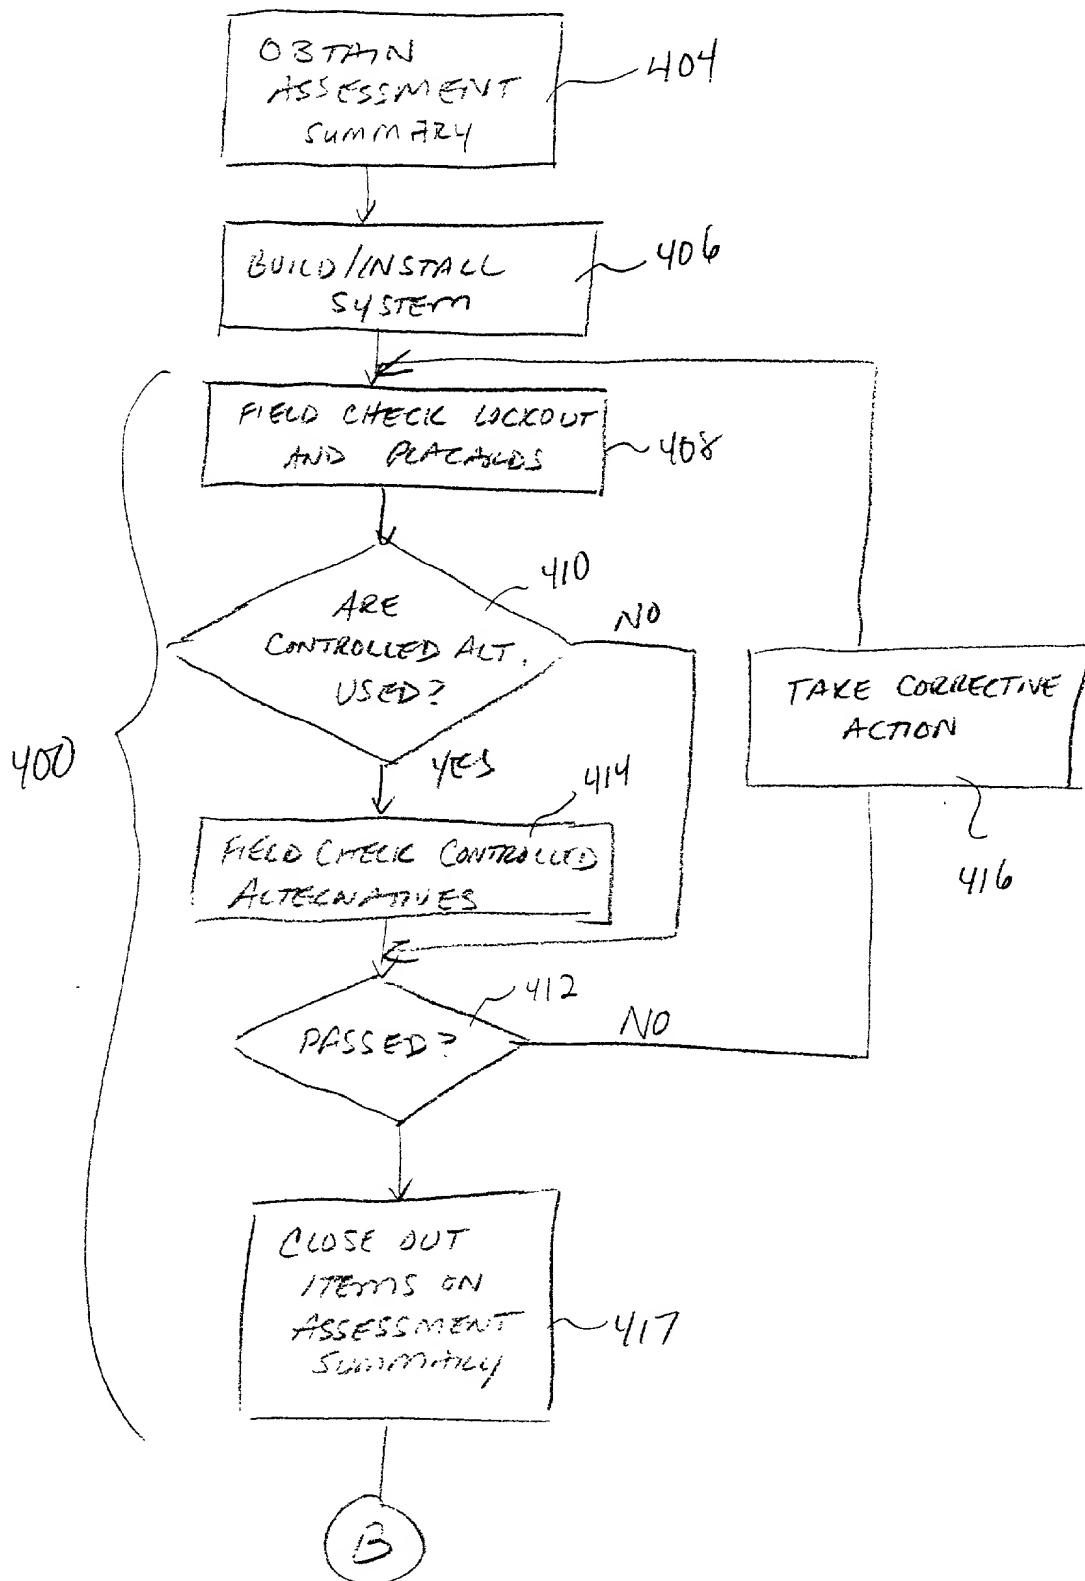 OBTAIN
ASSESSMENT
SUMMARY
404
BUILD/INSTALL
SYSTEM
406
FIELD CHECK LOCKOUT
AND PLACARDS
408
410
ARE
CONTROLLED ALT.
USED?
NO
YES
TAKE CORRECTIVE
ACTION
416
400
414
FIELD CHECK CONTROLLED
ALTERNATIVES
412
PASSED?
NO
CLOSE OUT
ITEMS ON
ASSESSMENT
SUMMARY
417
B